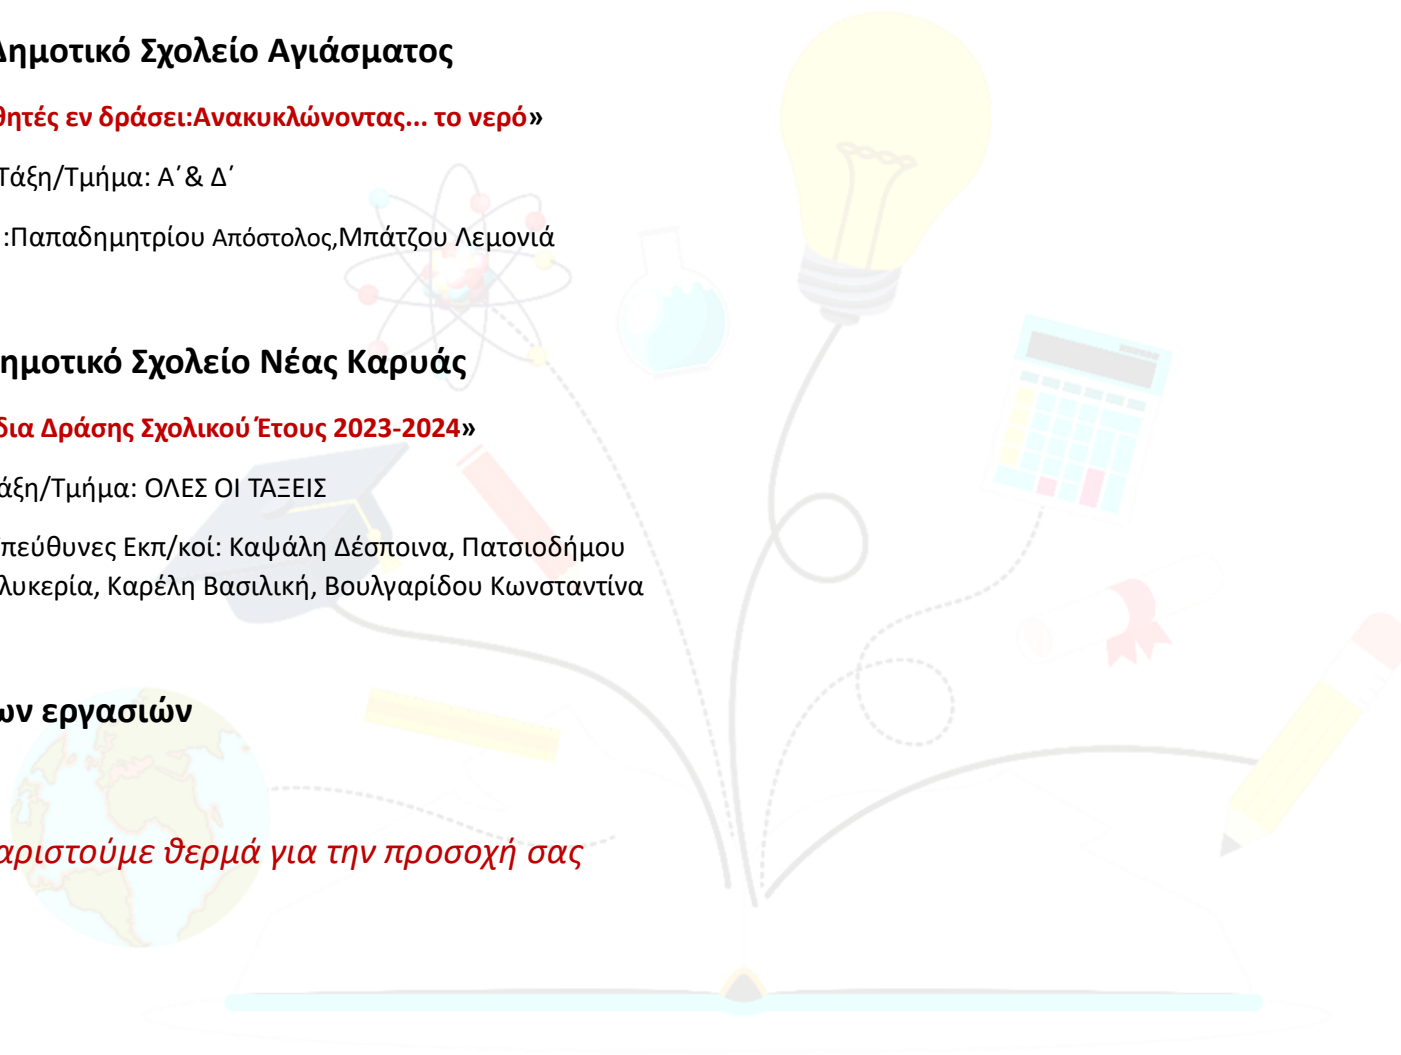 Δημοτικό Σχολείο Αγιάσματος
θητές εν δράσει:Ανακυκλώνοντας... το νερό»
Τάξη/Τμήμα: Α΄& Δ΄
:Παπαδημητρίου Απόστολος,Μπάτζου Λεμονιά
ημοτικό Σχολείο Νέας Καρυάς
δια Δράσης Σχολικού Έτους 2023-2024»
άξη/Τμήμα: ΟΛΕΣ ΟΙ ΤΑΞΕΙΣ
πεύθυνες Εκπ/κοί: Καψάλη Δέσποινα, Πατσιοδήμου
λυκερία, Καρέλη Βασιλική, Βουλγαρίδου Κωνσταντίνα
ων εργασιών
αριστούμε θερμά για την προσοχή σας